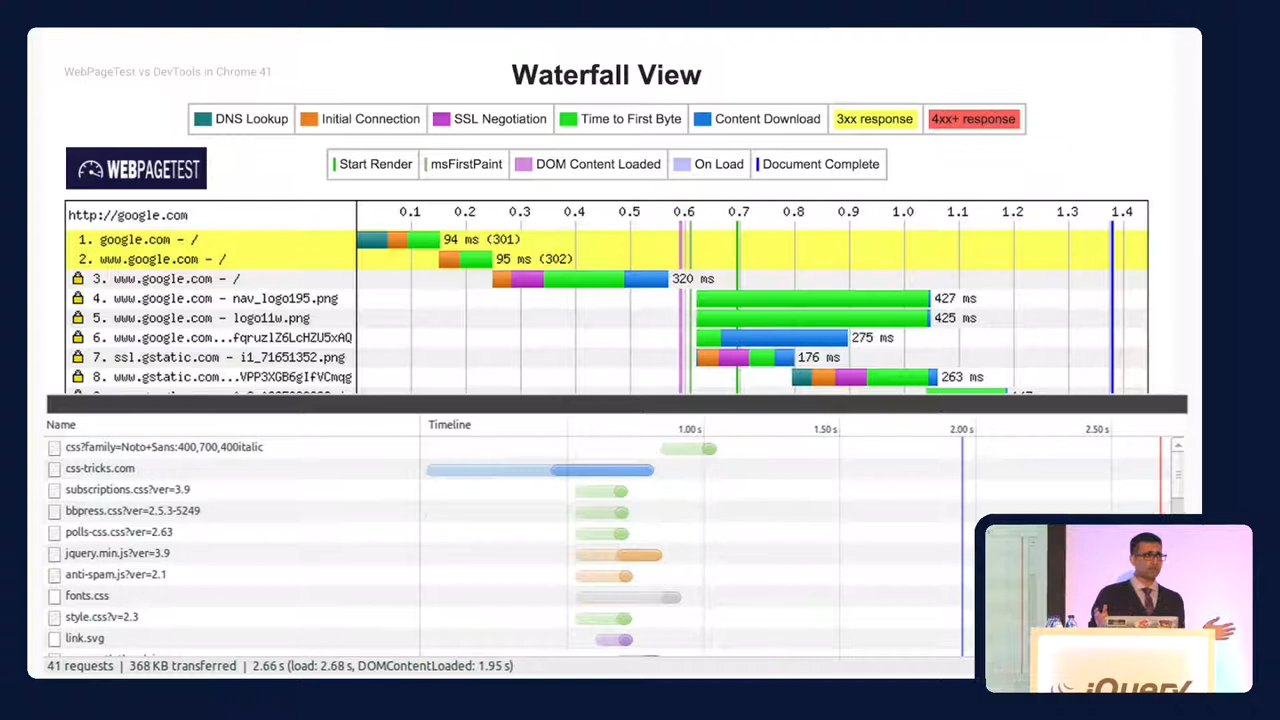 WebPageTest vs DevTools in Chrome 41
Waterfall View
DNS Lookup Initial Connection SSL Negotiation Time to First Byte Content Download 3xx response 4xx+ response
WEBPAGETEST
Start Render msFirstPaint DOM Content Loaded On Load Document Complete
http://google.com 0.1 0.2 0.3 0.4 0.5 0.6 0.7 0.8 0.9 1.0 1.1 1.2 1.3 1.4
1. google.com - / 94 ms (301)
2. www.google.com - / 95 ms (302)
3. www.google.com - / 320 ms
4. www.google.com - nav_logo195.png 427 ms
5. www.google.com - logo11w.png 425 ms
6. www.google.com...fqruzlZ6LcHZU5xAQ 275 ms
7. ssl.gstatic.com - i1_71651352.png 176 ms
8. www.gstatic.com...VPP3XGB6gIfVCmqg 263 ms
Name Timeline 1.00 s 1.50 s 2.00 s 2.50 s
css?family=Noto+Sans:400,700,400italic
css-tricks.com
subscriptions.css?ver=3.9
bbpress.css?ver=2.5.3-5249
polls-css.css?ver=2.63
jquery.min.js?ver=3.9
anti-spam.js?ver=2.1
fonts.css
style.css?v=2.3
link.svg
41 requests | 368 KB transferred | 2.66 s (load: 2.68 s, DOMContentLoaded: 1.95 s)
jQuery